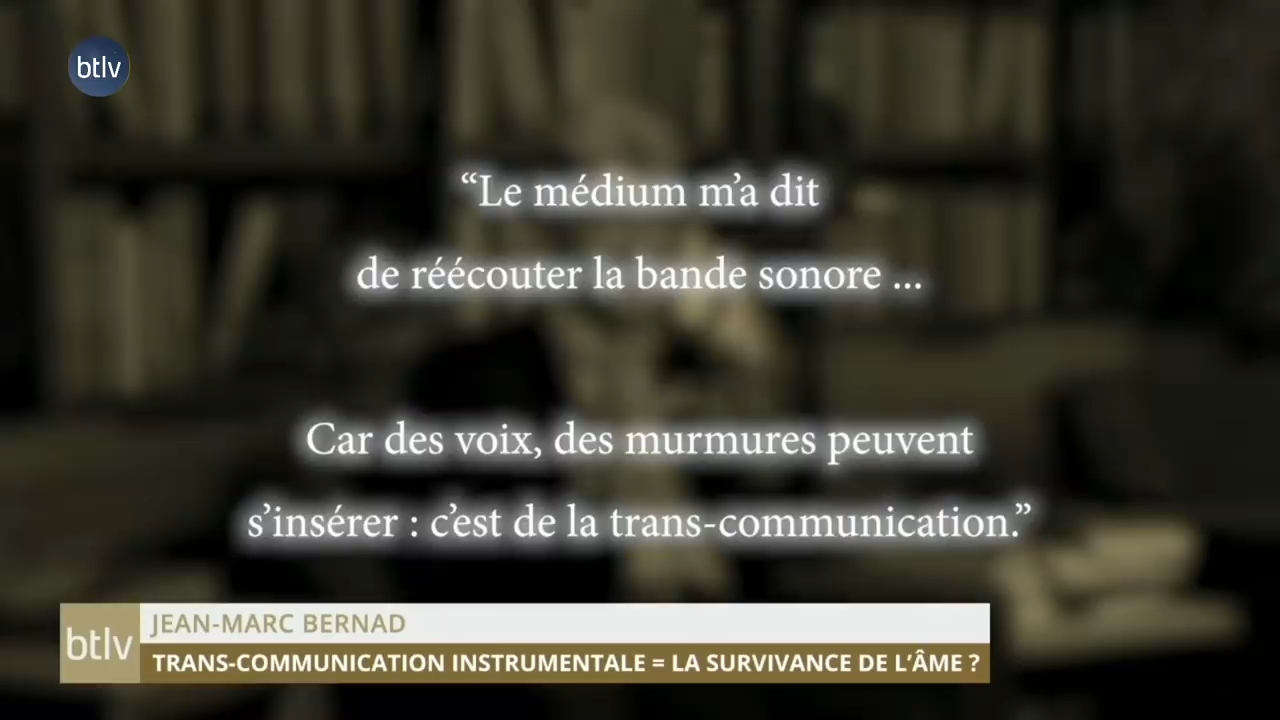 btlv
“Le médium m’a dit
de réécouter la bande sonore ...
Car des voix, des murmures peuvent
s’insérer : c’est de la trans-communication.”
btlv
JEAN-MARC BERNAD
TRANS-COMMUNICATION INSTRUMENTALE = LA SURVIVANCE DE L’ÂME ?